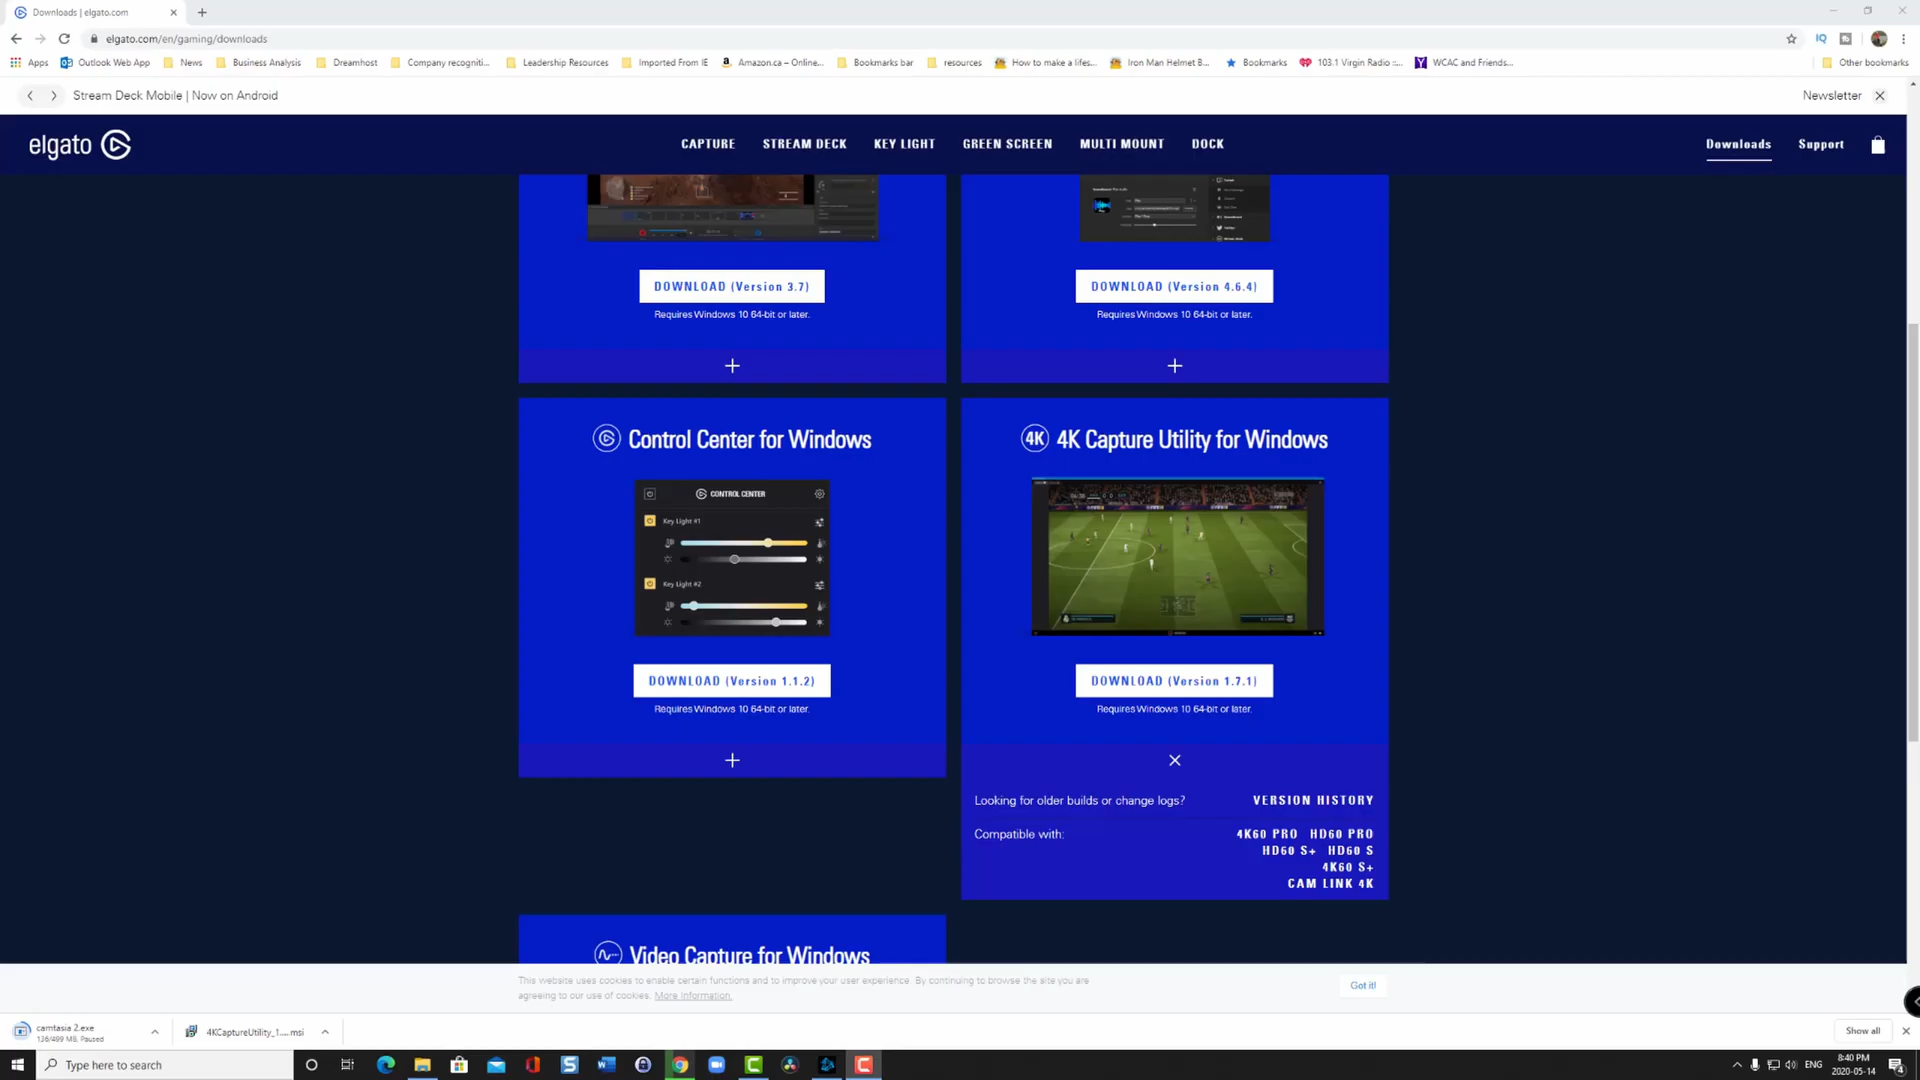 Downloads | elgato.com
elgato.com/en/gaming/downloads
Apps Outlook Web App News Business Analysis Dreamhost Company recogniti... Leadership Resources Imported From IE Amazon.ca – Online... Bookmarks bar resources How to make a lifes... Iron Man Helmet B... Bookmarks 103.1 Virgin Radio :... WCAC and Friends... Other bookmarks
Stream Deck Mobile | Now on Android Newsletter
elgato CAPTURE STREAM DECK KEY LIGHT GREEN SCREEN MULTI MOUNT DOCK Downloads Support
DOWNLOAD (Version 3.7)
Requires Windows 10 64-bit or later.
DOWNLOAD (Version 4.6.4)
Requires Windows 10 64-bit or later.
Control Center for Windows
CONTROL CENTER
Key Light #1
Key Light #2
DOWNLOAD (Version 1.1.2)
Requires Windows 10 64-bit or later.
4K 4K Capture Utility for Windows
DOWNLOAD (Version 1.7.1)
Requires Windows 10 64-bit or later.
Looking for older builds or change logs? VERSION HISTORY
Compatible with: 4K60 PRO HD60 PRO
HD60 S+ HD60 S
4K60 S+
CAM LINK 4K
Video Capture for Windows
This website uses cookies to enable certain functions and to improve your user experience. By continuing to browse the site you are
agreeing to our use of cookies. More Information.
Got it!
camtasia 2.exe
136/499 MB, Paused
4KCaptureUtility_1....msi
Show all
Type here to search
ENG
8:40 PM
2020-05-14